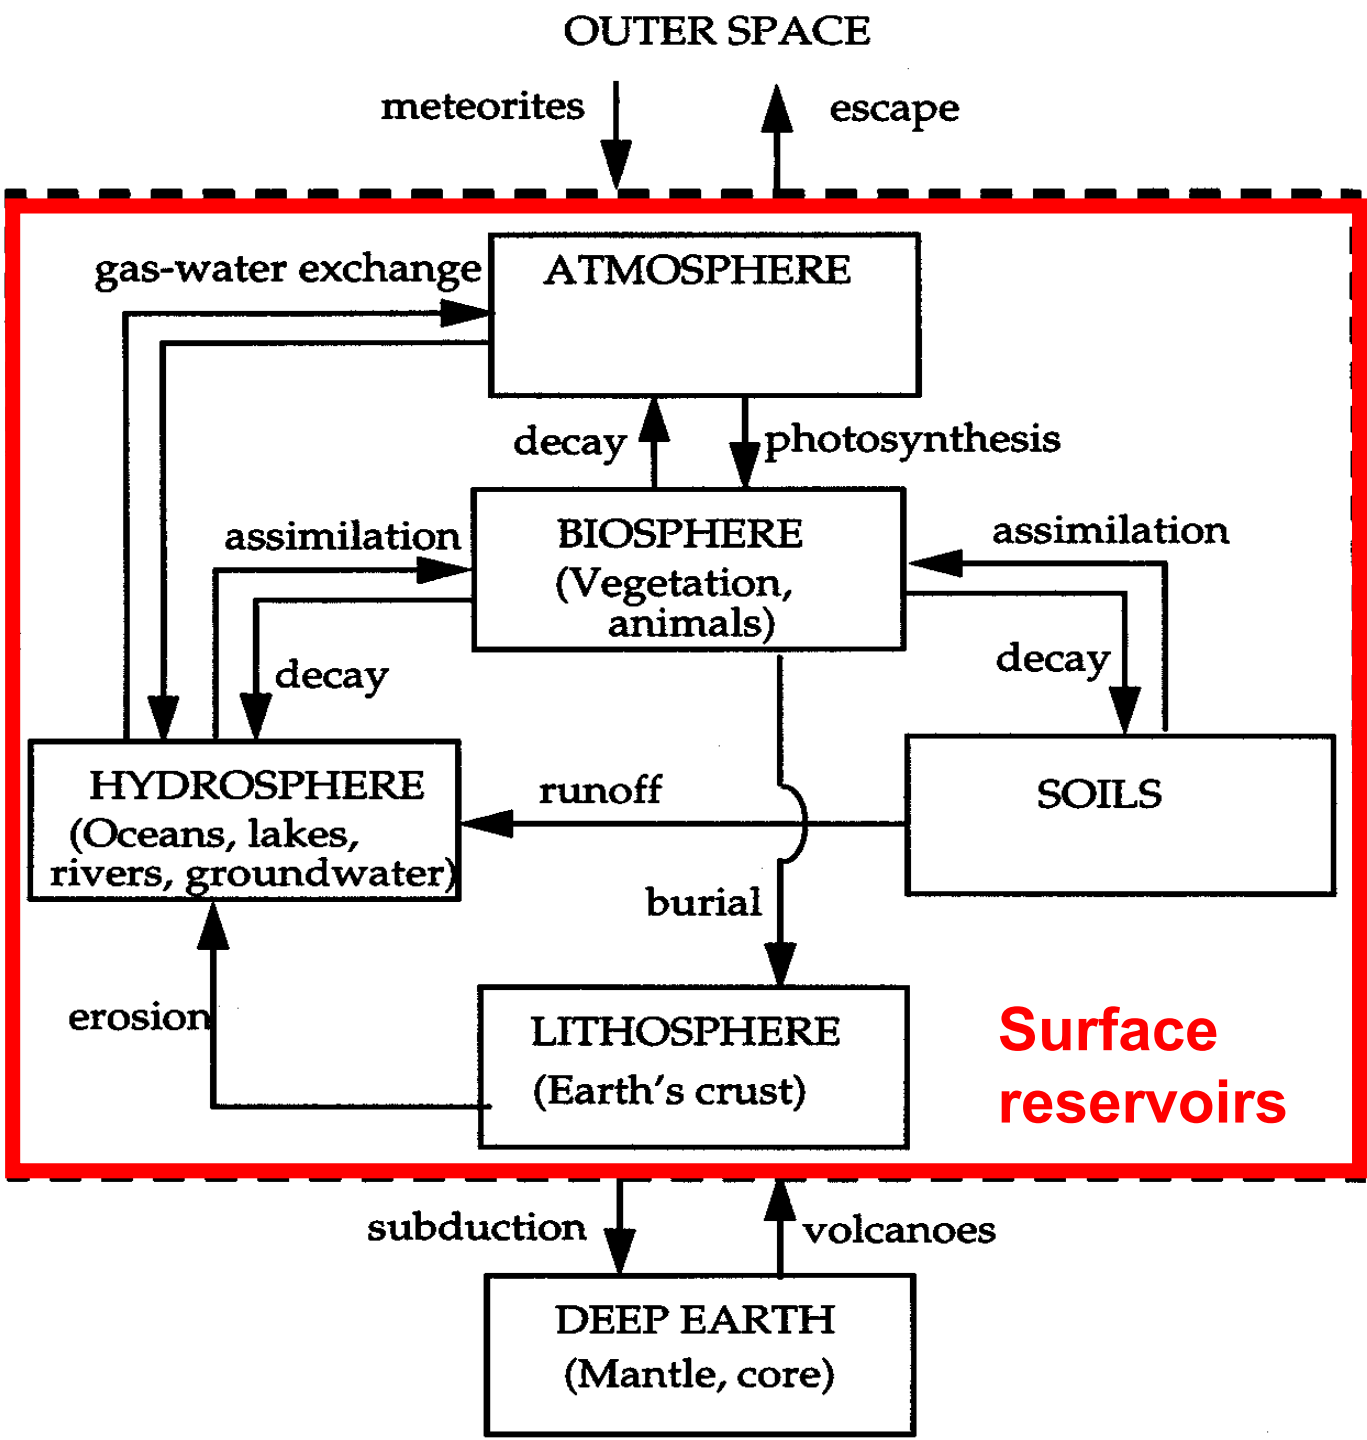 OUTER SPACE
meteorites
escape
gas-water exchange
ATMOSPHERE
decay
photosynthesis
assimilation
BIOSPHERE
(Vegetation,
animals)
assimilation
decay
decay
HYDROSPHERE
(Oceans, lakes,
rivers, groundwater)
runoff
SOILS
burial
erosion
LITHOSPHERE
(Earth's crust)
Surface
reservoirs
subduction
volcanoes
DEEP EARTH
(Mantle, core)